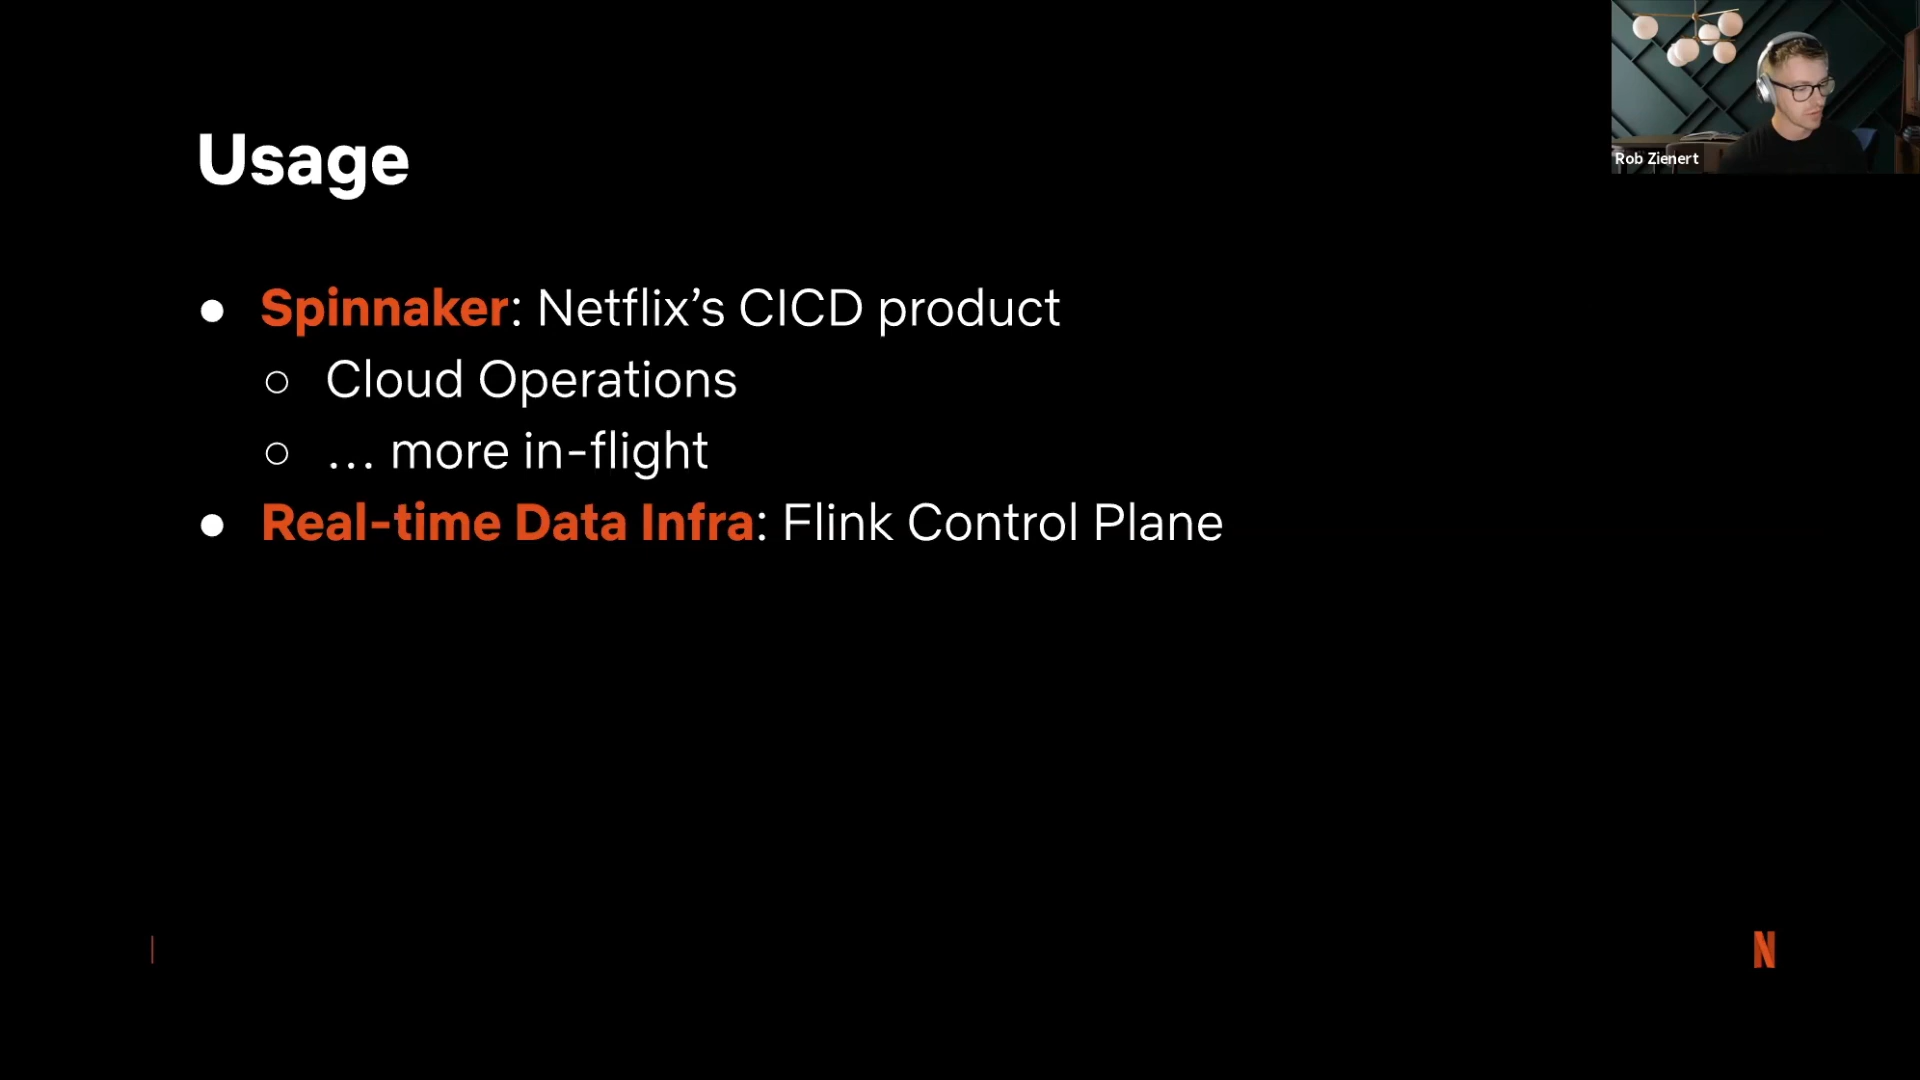 Rob Zienert
Usage
● Spinnaker: Netflix’s CICD product
○ Cloud Operations
○ … more in-flight
● Real-time Data Infra: Flink Control Plane
N